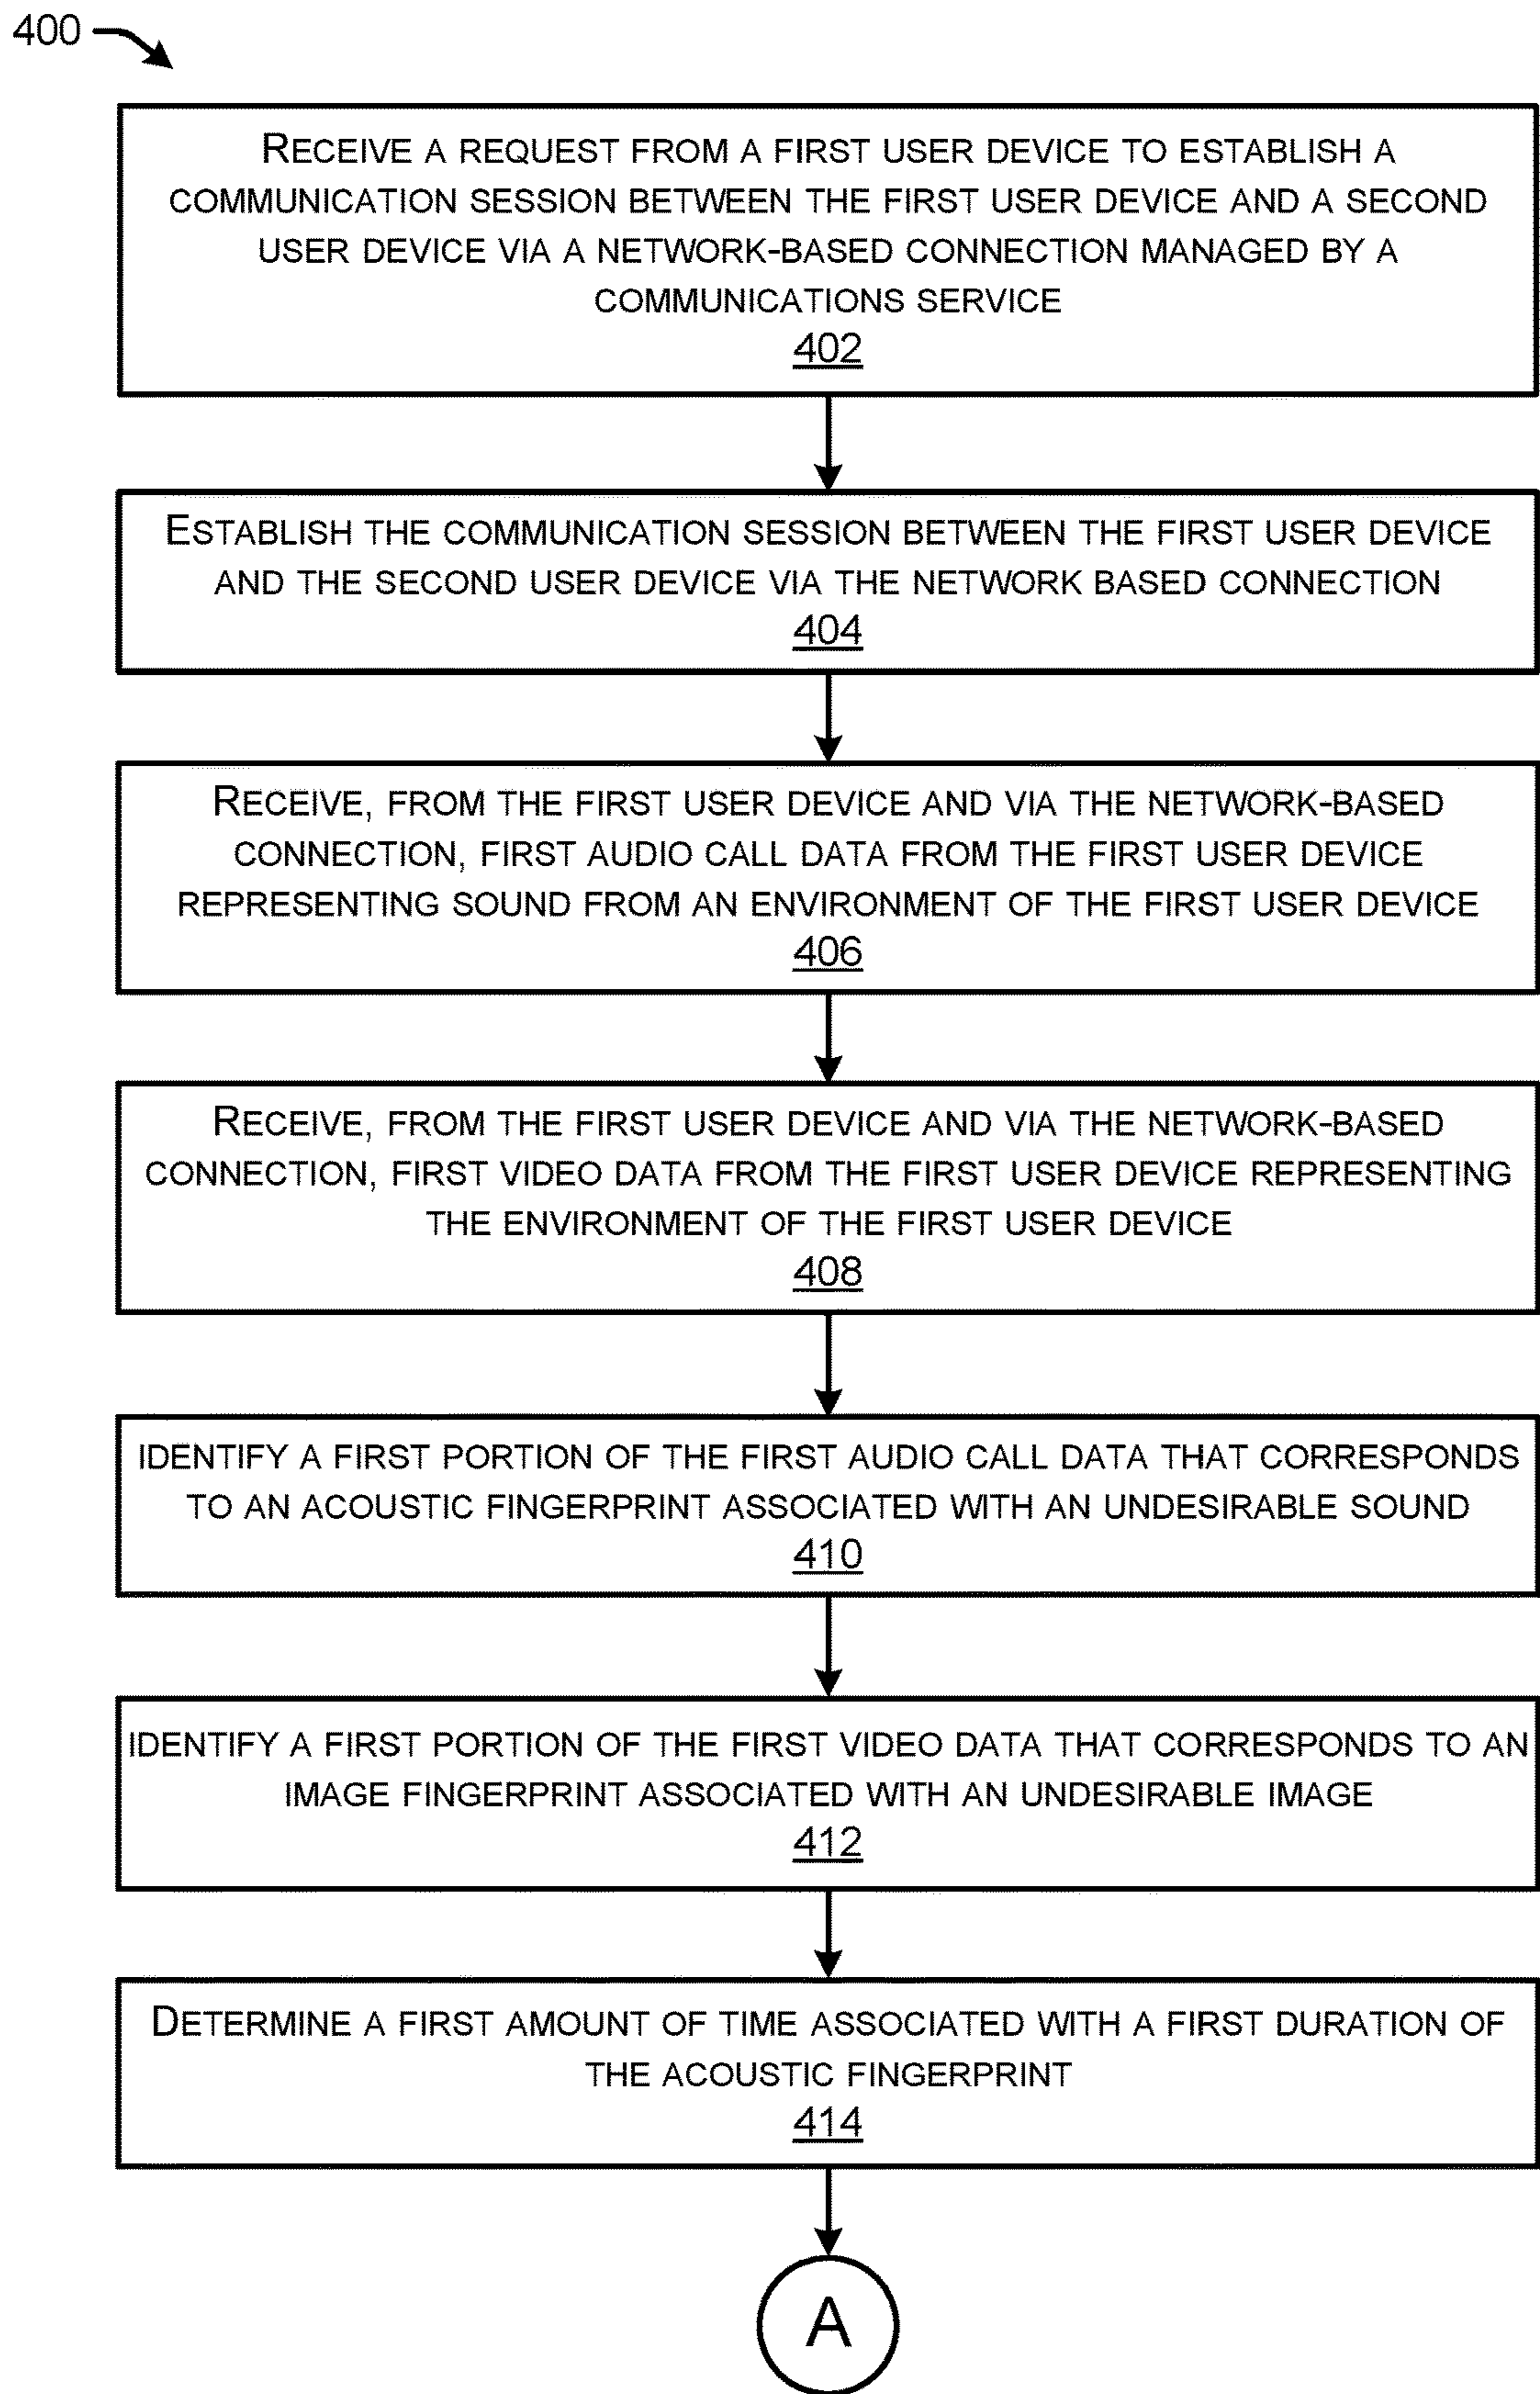 400
RECEIVE A REQUEST FROM A FIRST USER DEVICE TO ESTABLISH A
COMMUNICATION SESSION BETWEEN THE FIRST USER DEVICE AND A SECOND
USER DEVICE VIA A NETWORK-BASED CONNECTION MANAGED BY A
COMMUNICATIONS SERVICE
402
ESTABLISH THE COMMUNICATION SESSION BETWEEN THE FIRST USER DEVICE
AND THE SECOND USER DEVICE VIA THE NETWORK BASED CONNECTION
404
RECEIVE, FROM THE FIRST USER DEVICE AND VIA THE NETWORK-BASED
CONNECTION, FIRST AUDIO CALL DATA FROM THE FIRST USER DEVICE
REPRESENTING SOUND FROM AN ENVIRONMENT OF THE FIRST USER DEVICE
406
RECEIVE, FROM THE FIRST USER DEVICE AND VIA THE NETWORK-BASED
CONNECTION, FIRST VIDEO DATA FROM THE FIRST USER DEVICE REPRESENTING
THE ENVIRONMENT OF THE FIRST USER DEVICE
408
IDENTIFY A FIRST PORTION OF THE FIRST AUDIO CALL DATA THAT CORRESPONDS
TO AN ACOUSTIC FINGERPRINT ASSOCIATED WITH AN UNDESIRABLE SOUND
410
IDENTIFY A FIRST PORTION OF THE FIRST VIDEO DATA THAT CORRESPONDS TO AN
IMAGE FINGERPRINT ASSOCIATED WITH AN UNDESIRABLE IMAGE
412
DETERMINE A FIRST AMOUNT OF TIME ASSOCIATED WITH A FIRST DURATION OF
THE ACOUSTIC FINGERPRINT
414
A